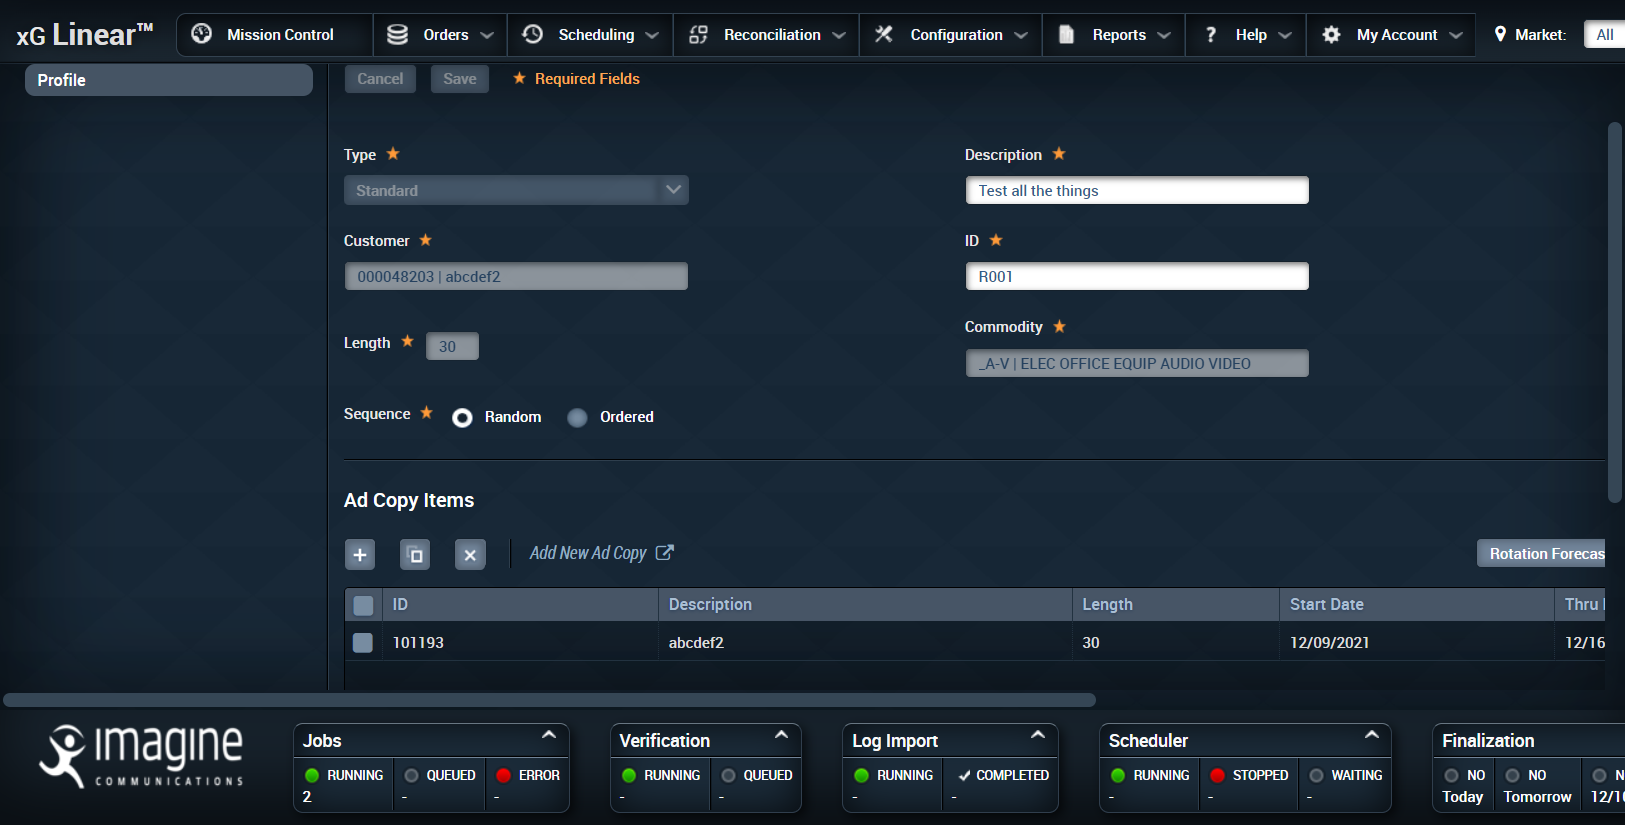 xG Linear™ Mission Control Orders Scheduling Reconciliation Configuration Reports ? Help My Account Market: All
Profile
Cancel Save ★ Required Fields
Type ★
Standard
Description ★
Test all the things
Customer ★
000048203 | abcdef2
ID ★
R001
Length ★ 30
Commodity ★
_A-V | ELEC OFFICE EQUIP AUDIO VIDEO
Sequence ★ Random Ordered
Ad Copy Items
Add New Ad Copy
Rotation Forecas
ID Description Length Start Date Thru
101193 abcdef2 30 12/09/2021 12/16
imagine
COMMUNICATIONS
Jobs
RUNNING QUEUED ERROR
2 - -
Verification
RUNNING QUEUED
- -
Log Import
RUNNING COMPLETED
- -
Scheduler
RUNNING STOPPED WAITING
- - -
Finalization
NO NO N
Today Tomorrow 12/1